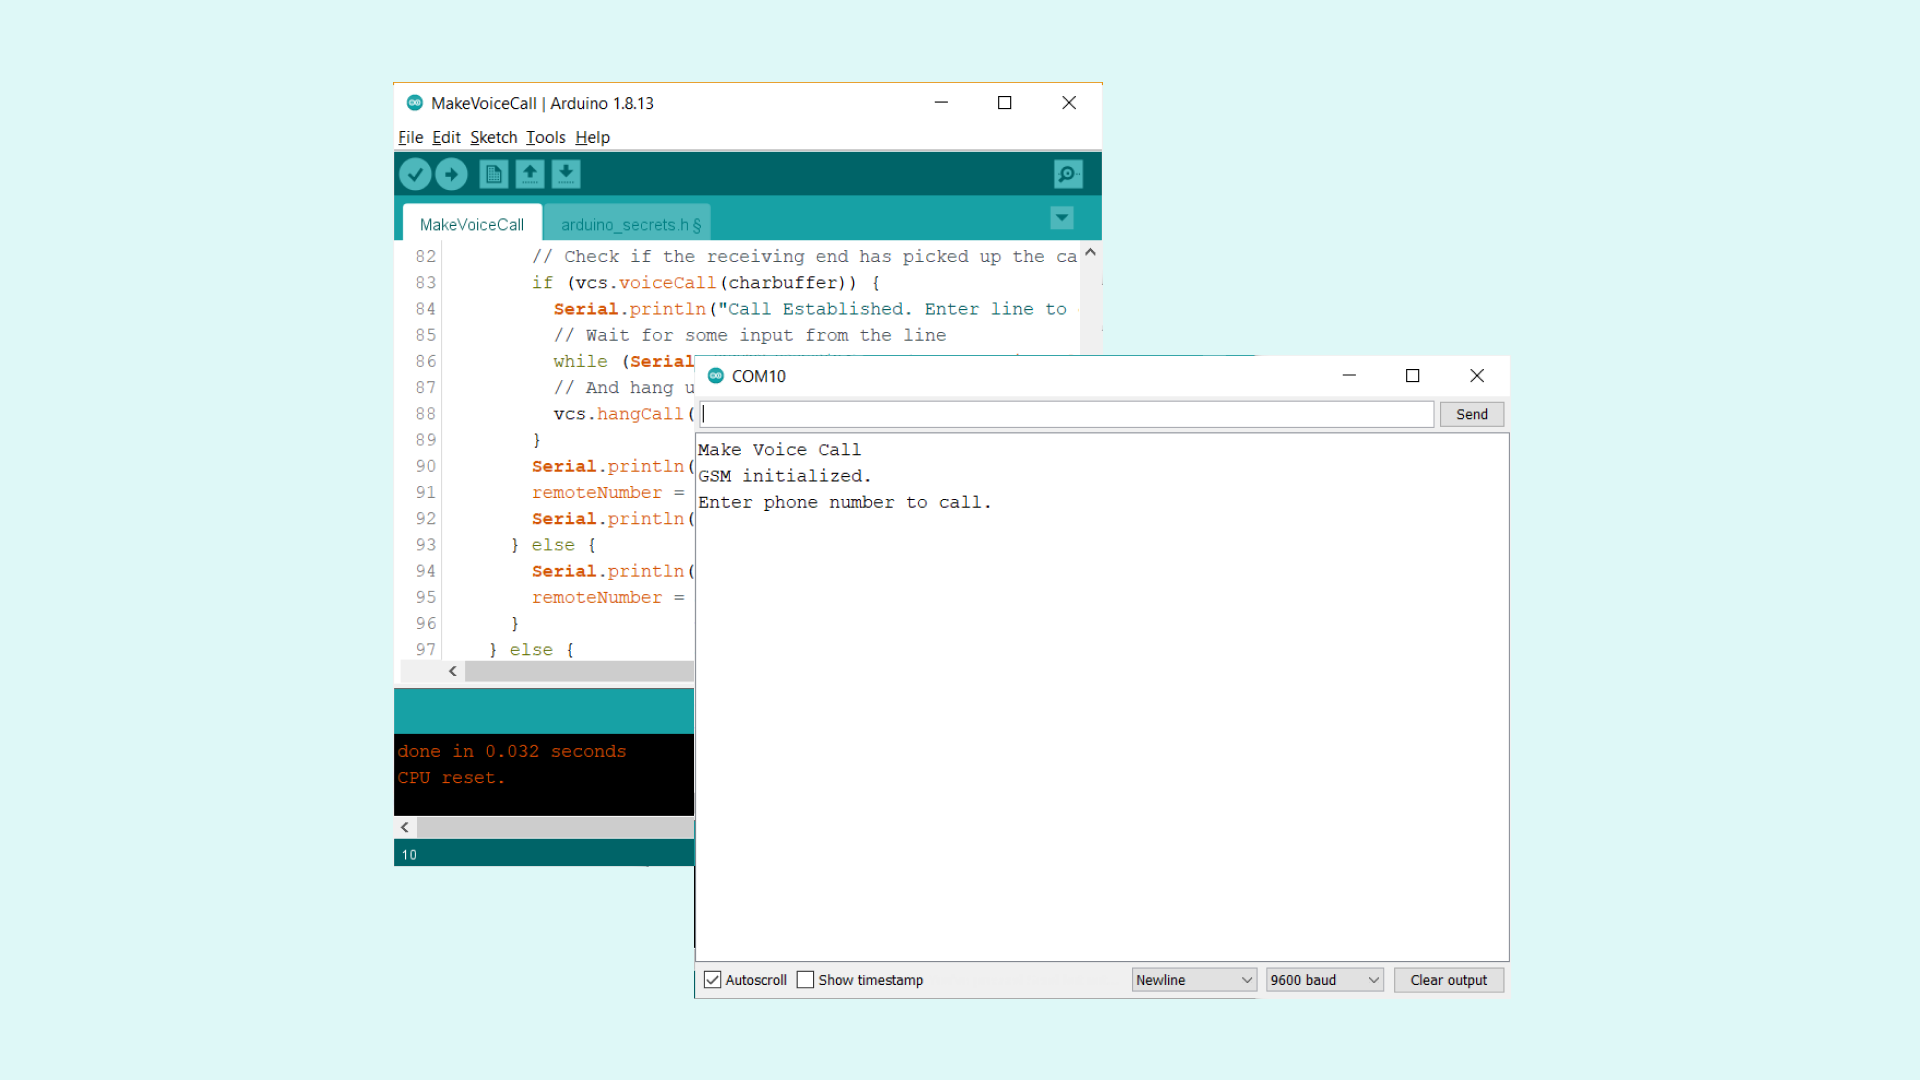 MakeVoiceCall | Arduino 1.8.13
File Edit Sketch Tools Help
MakeVoiceCall arduino_secrets.h §
82 // Check if the receiving end has picked up the ca
83 if (vcs.voiceCall(charbuffer)) {
84 Serial.println("Call Established. Enter line to
85 // Wait for some input from the line
86 while (Serial
87 // And hang u
88 vcs.hangCall(
89 }
90 Serial.println(
91 remoteNumber =
92 Serial.println(
93 } else {
94 Serial.println(
95 remoteNumber =
96 }
97 } else {
done in 0.032 seconds
CPU reset.
10
COM10
Send
Make Voice Call
GSM initialized.
Enter phone number to call.
Autoscroll Show timestamp Newline 9600 baud Clear output